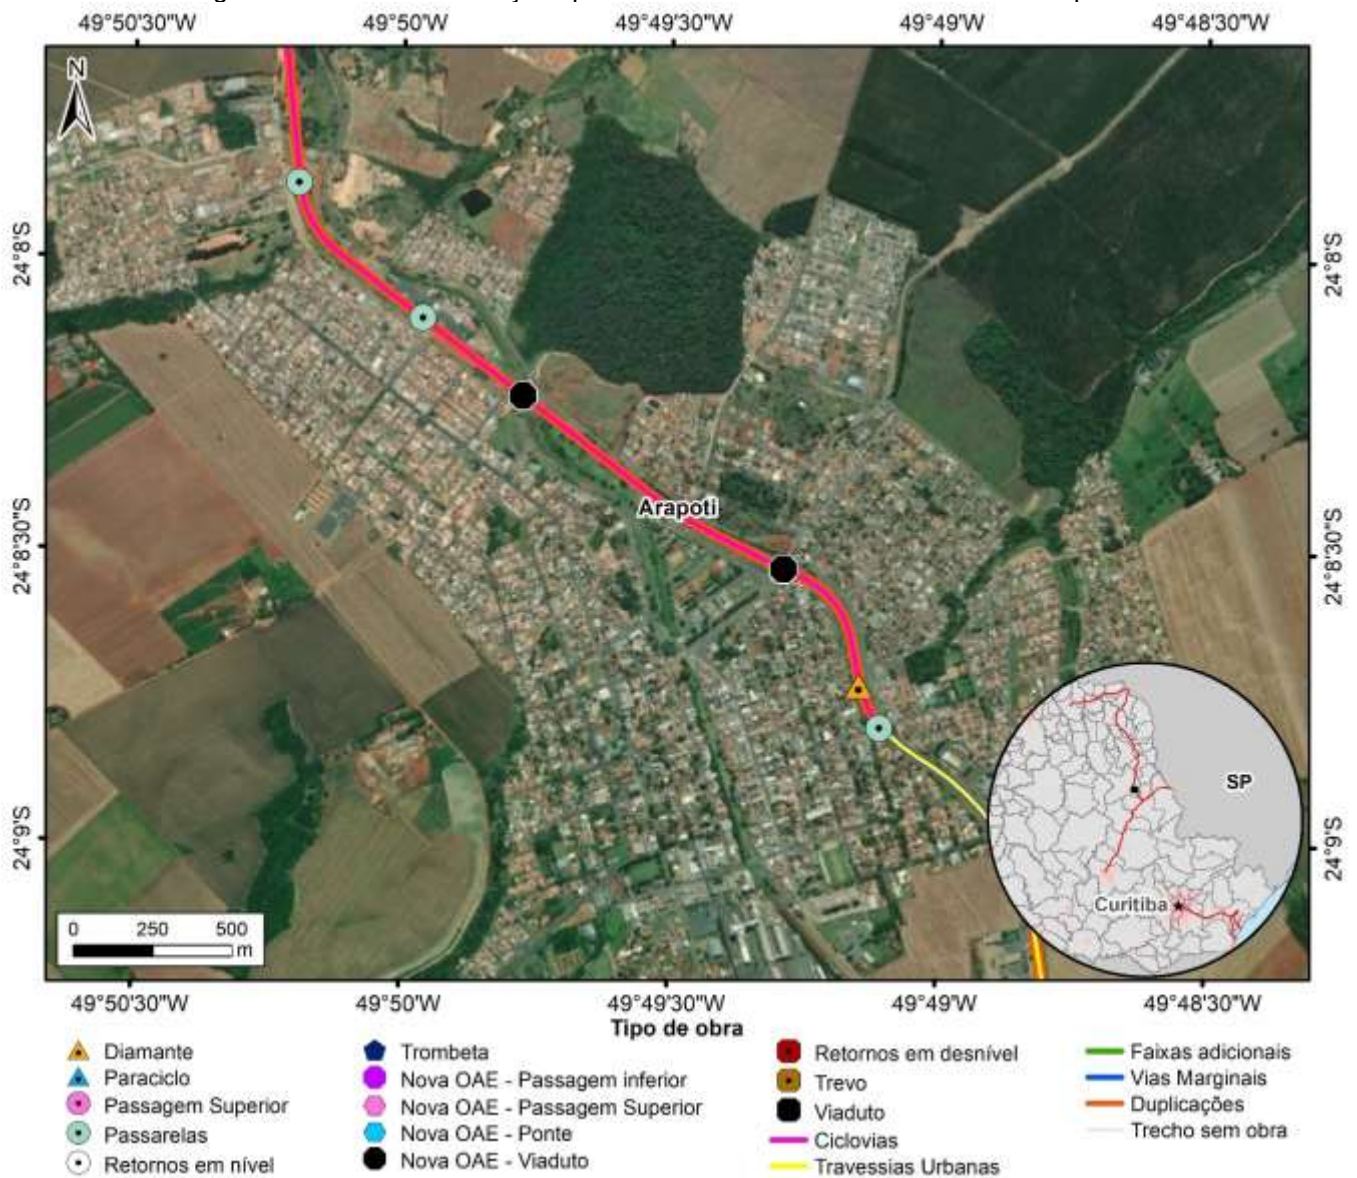 49°50'30"W 49°50'W 49°49'30"W 49°49'W 49°48'30"W
N
24°8'S 24°8'S
Arapoti
24°8'30"S 24°8'30"S
SP
24°9'S 24°9'S
Curitiba
0 250 500
m
49°50'30"W 49°50'W 49°49'30"W 49°49'W 49°48'30"W
Tipo de obra
Diamante
Paraciclo
Passagem Superior
Passarelas
Retornos em nível
Trombeta
Nova OAE - Passagem inferior
Nova OAE - Passagem Superior
Nova OAE - Ponte
Nova OAE - Viaduto
Retornos em desnível
Trevo
Viaduto
Ciclovias
Travessias Urbanas
Faixas adicionais
Vias Marginais
Duplicações
Trecho sem obra